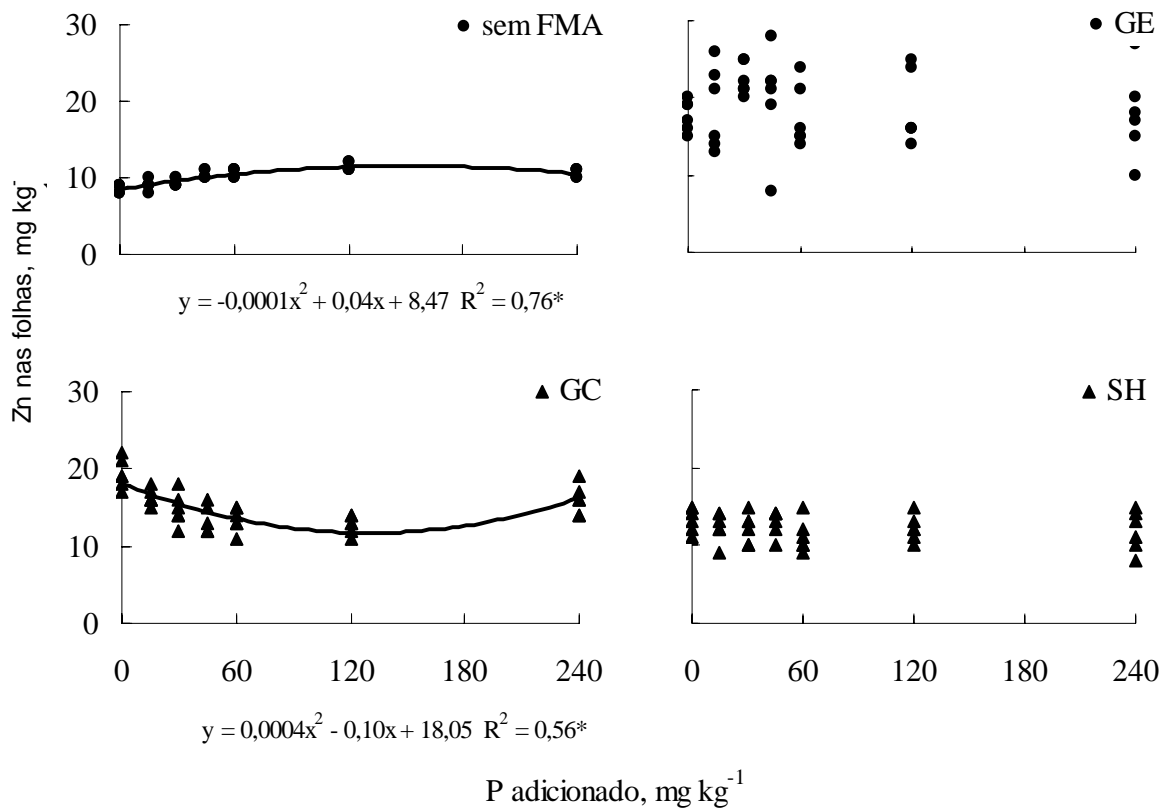 Zn nas folhas, mg kg-
30
20
10
0
sem FMA
GE
y = -0,0001x² + 0,04x + 8,47 R² = 0,76*
30
20
10
0
GC
SH
0 60 120 180 240
0 60 120 180 240
y = 0,0004x² - 0,10x + 18,05 R² = 0,56*
P adicionado, mg kg⁻¹